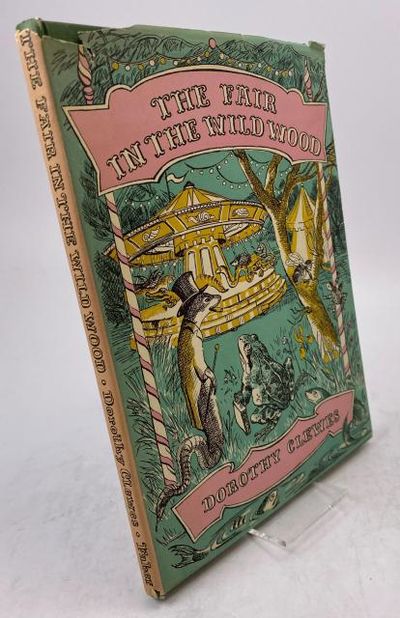 THE FAIR
IN THE WILD WOOD
DOROTHY CLEWES
THE FAIR IN THE WILD WOOD · Dorothy Clewes · Faber